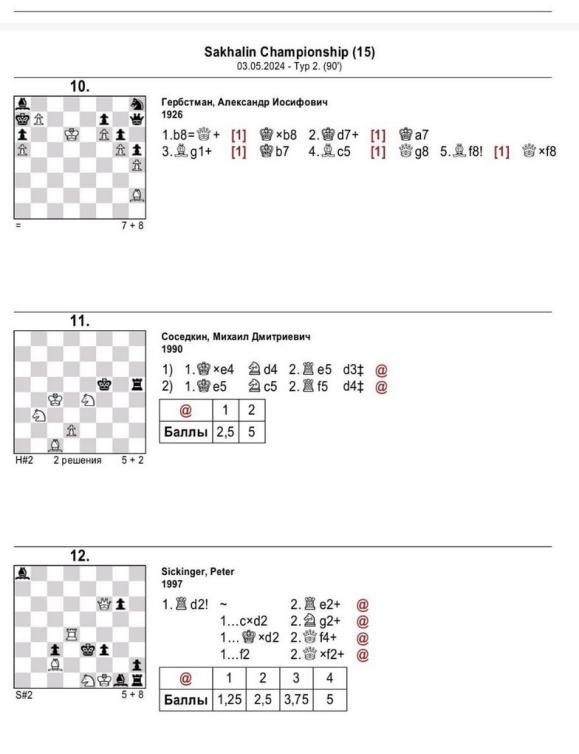 Sakhalin Championship (15)
03.05.2024 - Тур 2. (90')
10.
Гербстман, Александр Иосифович
1926
1.b8=♕+ [1] ♔×b8 2.♔d7+ [1] ♔a7
3.♗g1+ [1] ♔b7 4.♗c5 [1] ♕g8 5.♗f8! [1] ♕×f8
= 7 + 8
11.
Соседкин, Михаил Дмитриевич
1990
1) 1.♔×e4 ♘d4 2.♖e5 d3‡ @
2) 1.♔e5 ♘c5 2.♖f5 d4‡ @
@ 1 2
Баллы 2,5 5
H#2 2 решения 5 + 2
12.
Sickinger, Peter
1997
1.♖d2! ~ 2.♖e2+ @
1...c×d2 2.♘g2+ @
1...♔×d2 2.♕f4+ @
1...f2 2.♕×f2+ @
@ 1 2 3 4
Баллы 1,25 2,5 3,75 5
S#2 5 + 8